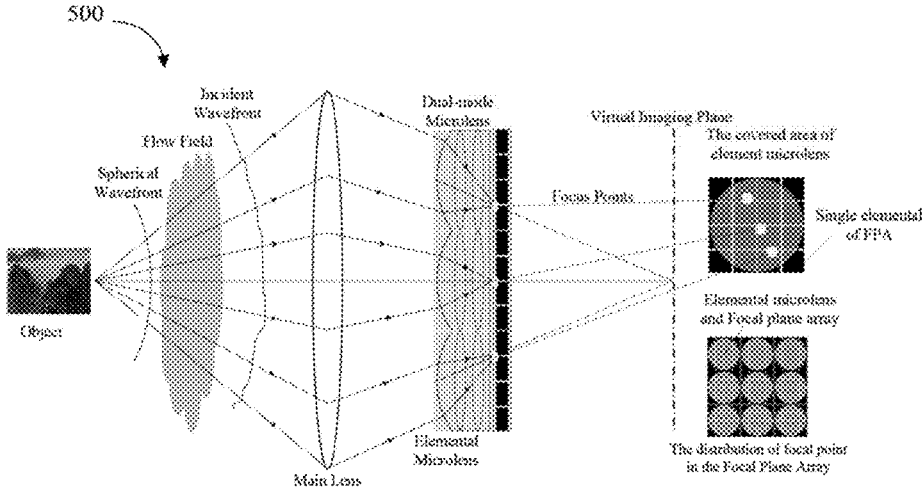 500
Incident
Wavefront
Flow Field
Spherical
Wavefront
Object
Main Lens
Dual-mode
Microlens
Elemental
Microlens
Virtual Imaging Plane
Focus Points
The covered area of
element microlens
Single elemental
of FPA
Elemental microlens
and Focal plane array
The distribution of focal point
in the Focal Plane Array